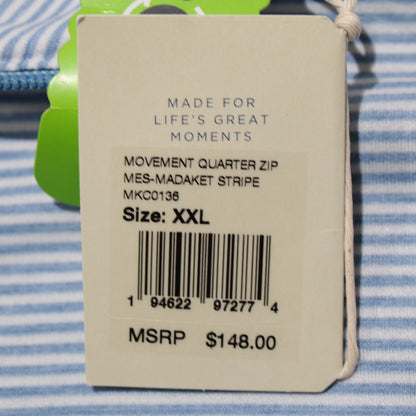 MADE FOR
LIFE'S GREAT
MOMENTS
MOVEMENT QUARTER ZIP
MES-MADAKET STRIPE
MKC0136
Size: XXL
1 94622 97277 4
MSRP $148.00